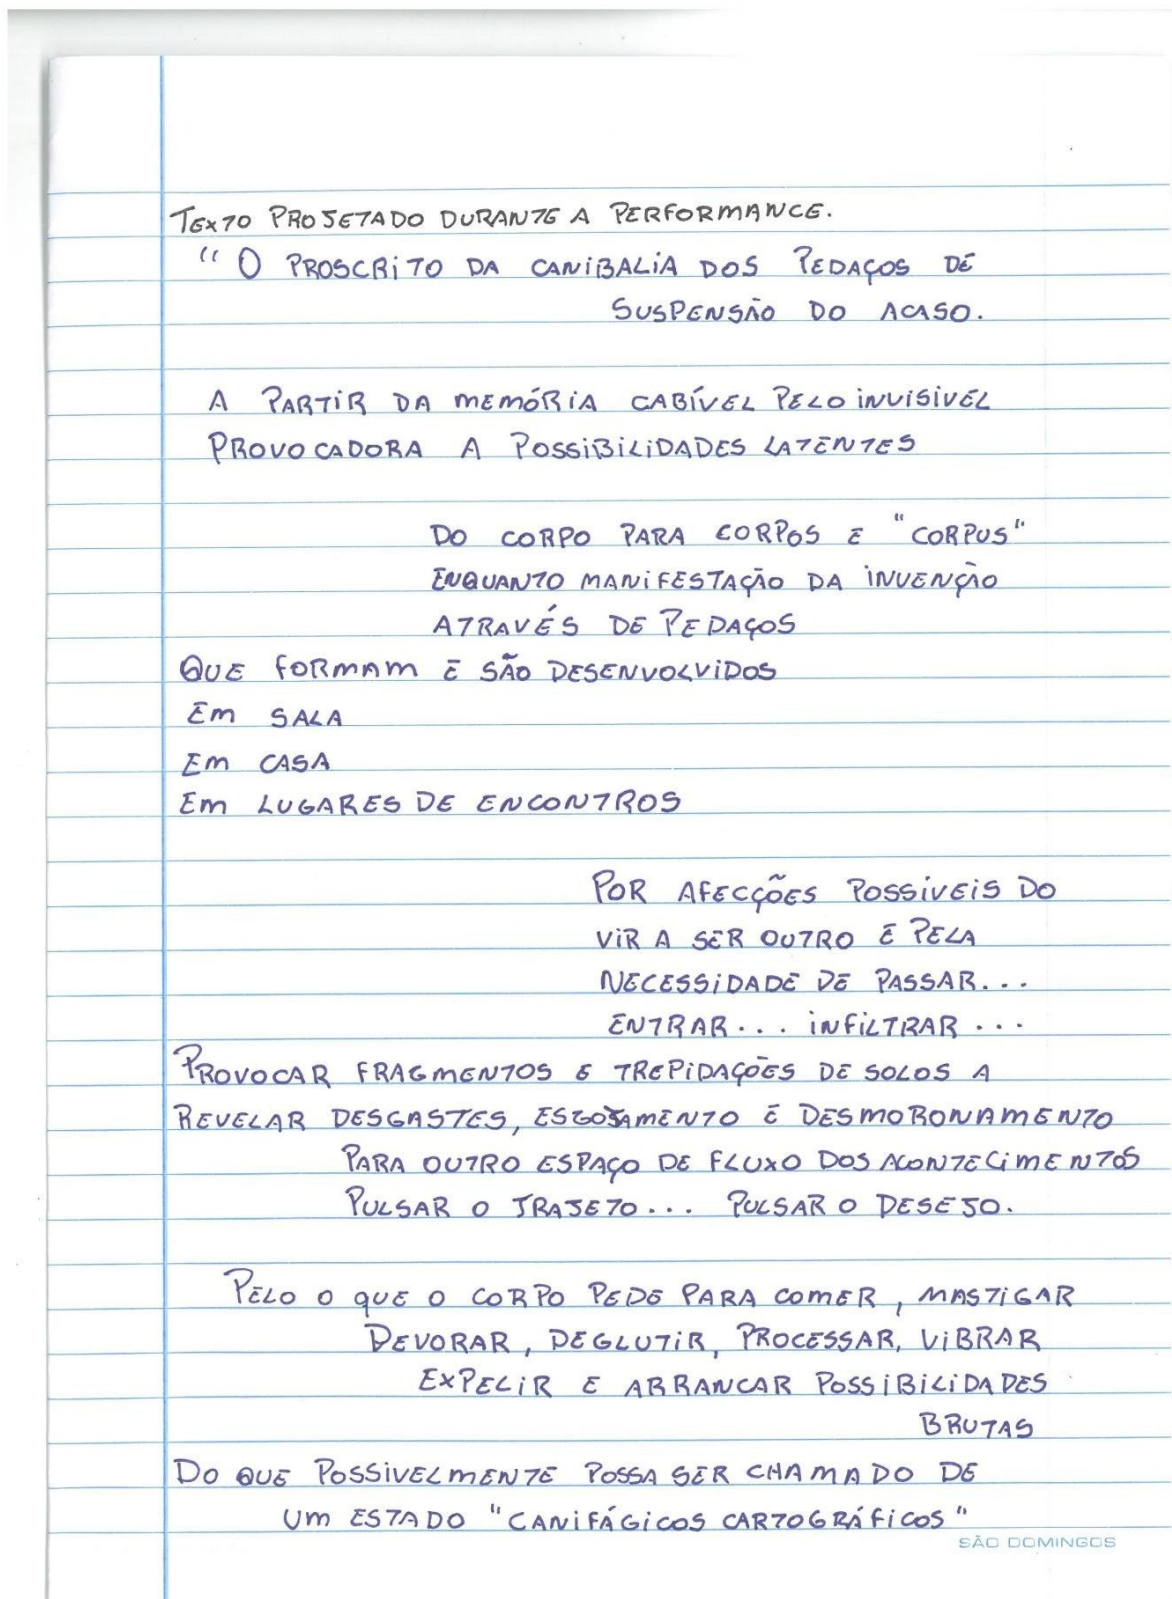 TEXTO PROJETADO DURANTE A PERFORMANCE.
"O PROSCRITO DA CANIBALIA DOS PEDAÇOS DE
SUSPENSÃO DO ACASO.
A PARTIR DA MEMÓRIA CABÍVEL PELO INVISIVEL
PROVOCADORA A POSSIBILIDADES LATENTES
DO CORPO PARA CORPOS E "CORPUS"
ENQUANTO MANIFESTAÇÃO DA INVENÇÃO
ATRAVÉS DE PEDAÇOS
QUE FORMAM E SÃO DESENVOLVIDOS
EM SALA
EM CASA
EM LUGARES DE ENCONTROS
POR AFECÇÕES POSSÍVEIS DO
VIR A SER OUTRO E PELA
NECESSIDADE DE PASSAR...
ENTRAR... INFILTRAR...
PROVOCAR FRAGMENTOS E TREPIDAÇÕES DE SOLOS A
REVELAR DESGASTES, ESGOTAMENTO E DESMORONAMENTO
PARA OUTRO ESPAÇO DE FLUXO DOS ACONTECIMENTOS
PULSAR O TRAJETO... PULSAR O DESEJO.
PELO O QUE O CORPO PEDE PARA COMER, MASTIGAR
DEVORAR, DEGLUTIR, PROCESSAR, VIBRAR
EXPELIR E ARRANCAR POSSIBILIDADES
BRUTAS
DO QUE POSSIVELMENTE POSSA SER CHAMADO DE
UM ESTADO "CANIFÁGICOS CARTOGRÁFICOS"
SÃO DOMINGOS